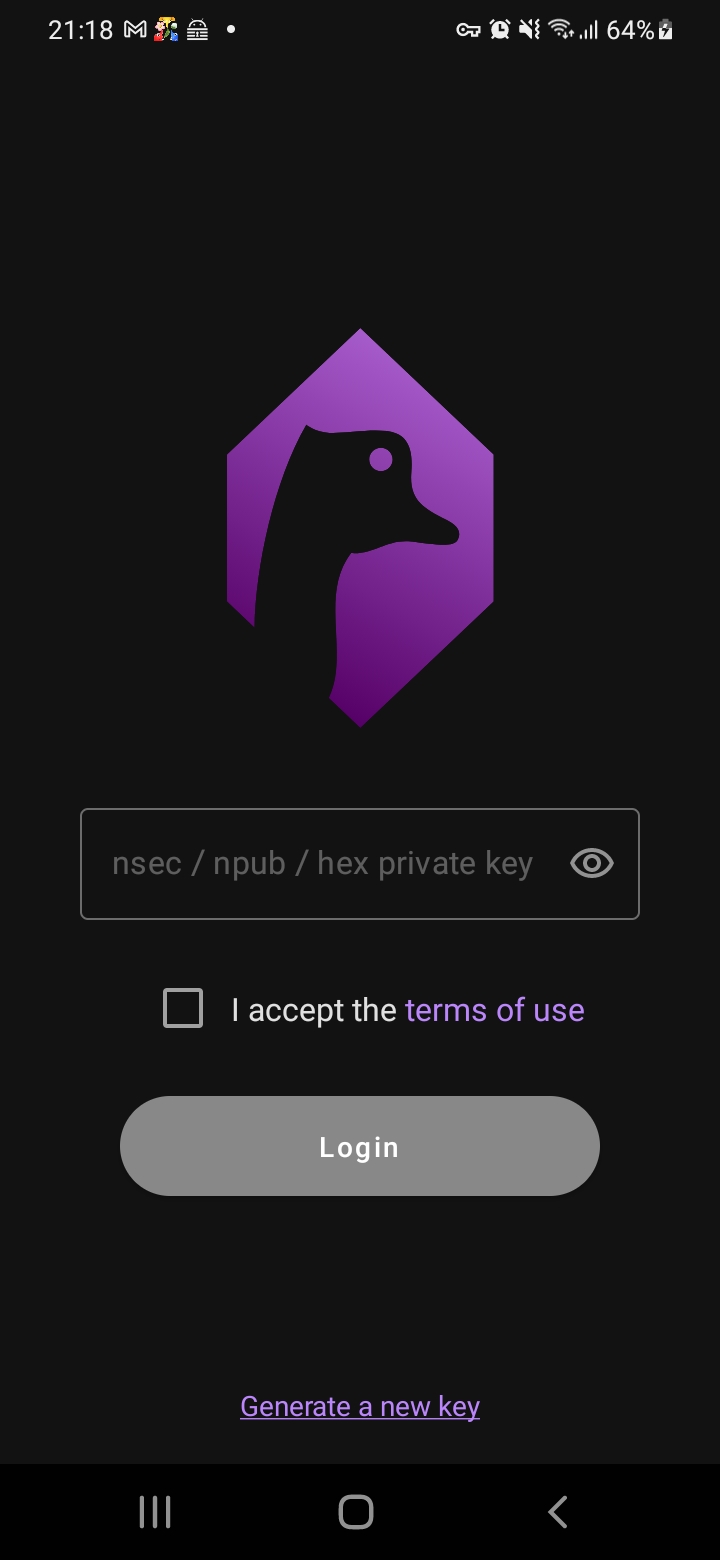 21:18 64%
nsec / npub / hex private key
I accept the terms of use
Login
Generate a new key